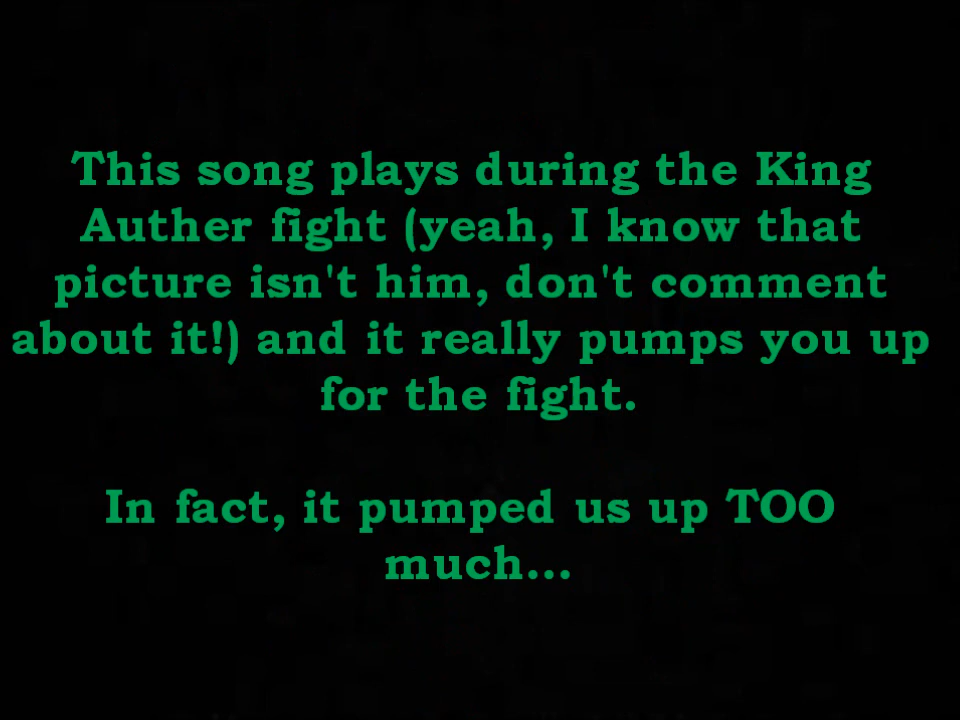 This song plays during the King
Auther fight (yeah, I know that
picture isn't him, don't comment
about it!) and it really pumps you up
for the fight.
In fact, it pumped us up TOO
much...